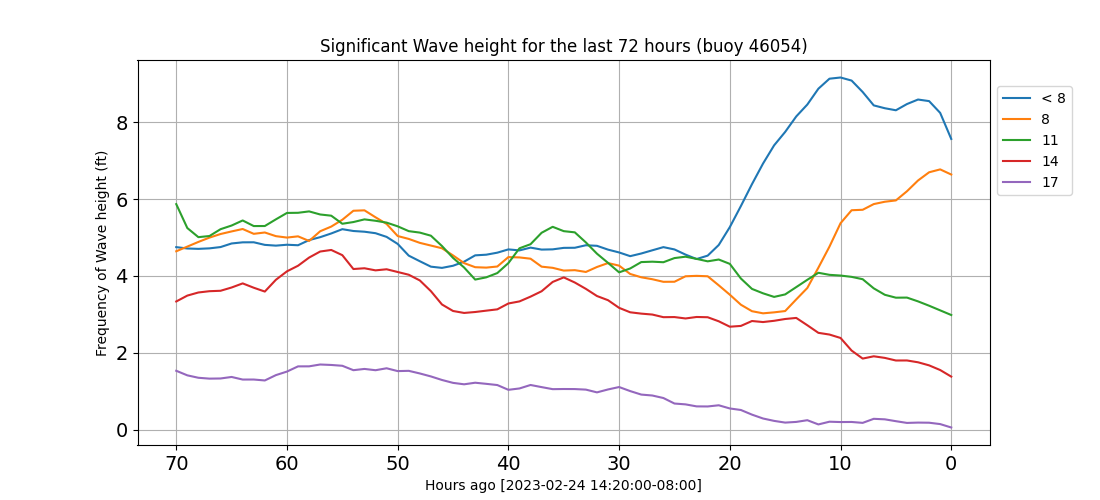 Significant Wave height for the last 72 hours (buoy 46054)
Frequency of Wave height (ft)
8
6
4
2
0
70 60 50 40 30 20 10 0
Hours ago [2023-02-24 14:20:00-08:00]
< 8
8
11
14
17